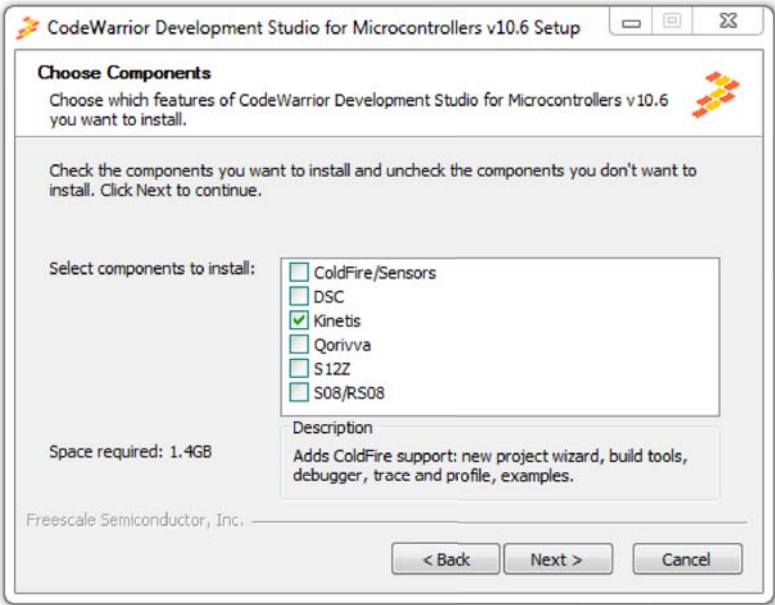 CodeWarrior Development Studio for Microcontrollers v10.6 Setup
Choose Components
Choose which features of CodeWarrior Development Studio for Microcontrollers v10.6
you want to install.
Check the components you want to install and uncheck the components you don't want to
install. Click Next to continue.
Select components to install:
ColdFire/Sensors
DSC
Kinetis
Qorivva
S12Z
S08/RS08
Space required: 1.4GB
Description
Adds ColdFire support: new project wizard, build tools,
debugger, trace and profile, examples.
Freescale Semiconductor, Inc.
< Back
Next >
Cancel